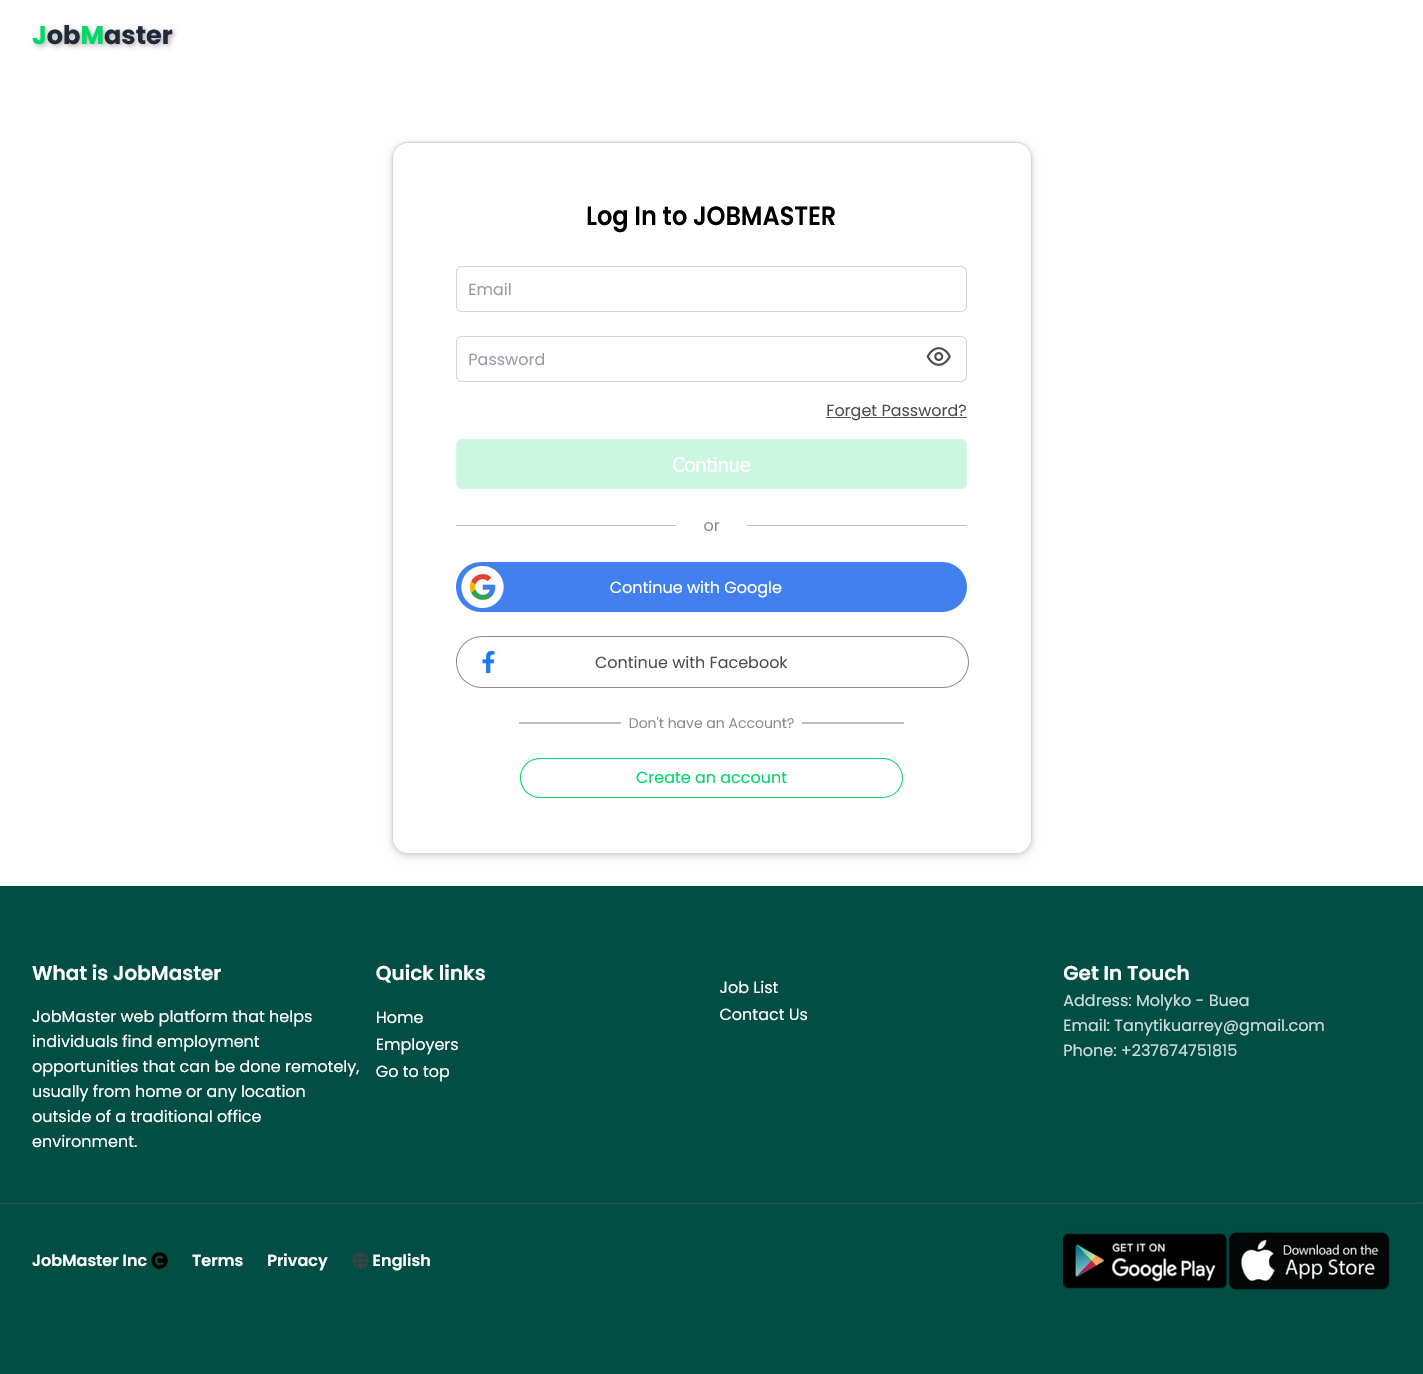 JobMaster
Log In to JOBMASTER
Email
Password
Forget Password?
Continue
or
Continue with Google
Continue with Facebook
Don't have an Account?
Create an account
What is JobMaster
JobMaster web platform that helps
individuals find employment
opportunities that can be done remotely,
usually from home or any location
outside of a traditional office
environment.
Quick links
Home
Employers
Go to top
Job List
Contact Us
Get In Touch
Address: Molyko - Buea
Email: Tanytikuarrey@gmail.com
Phone: +237674751815
JobMaster Inc ©
Terms
Privacy
English
GET IT ON
Google Play
Download on the
App Store